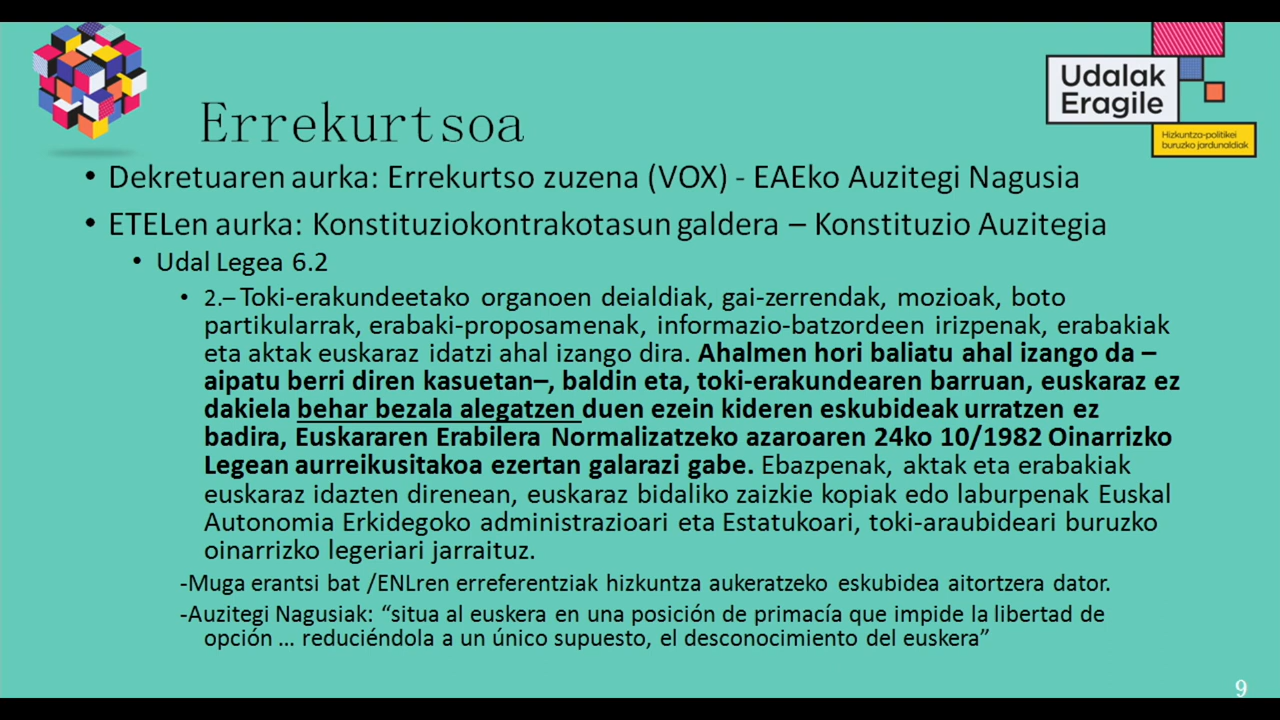 Udalak
Eragile
Hizkuntza-politikei
buruzko jardunaldiak
Errekurtsoa
• Dekretuaren aurka: Errekurtso zuzena (VOX) - EAEko Auzitegi Nagusia
• ETELen aurka: Konstituziokontrakotasun galdera – Konstituzio Auzitegia
• Udal Legea 6.2
• 2.– Toki-erakundeetako organoen deialdiak, gai-zerrendak, mozioak, boto
partikularrak, erabaki-proposamenak, informazio-batzordeen irizpenak, erabakiak
eta aktak euskaraz idatzi ahal izango dira. Ahalmen hori baliatu ahal izango da –
aipatu berri diren kasuetan–, baldin eta, toki-erakundearen barruan, euskaraz ez
dakiela behar bezala alegatzen duen ezein kideren eskubideak urratzen ez
badira, Euskararen Erabilera Normalizatzeko azaroaren 24ko 10/1982 Oinarrizko
Legean aurreikusitakoa ezertan galarazi gabe. Ebazpenak, aktak eta erabakiak
euskaraz idazten direnean, euskaraz bidaliko zaizkie kopiak edo laburpenak Euskal
Autonomia Erkidegoko administrazioari eta Estatukoari, toki-araubideari buruzko
oinarrizko legeriari jarraituz.
-Muga erantsi bat /ENLren erreferentziak hizkuntza aukeratzeko eskubidea aitortzera dator.
-Auzitegi Nagusiak: “situa al euskera en una posición de primacía que impide la libertad de
opción … reduciéndola a un único supuesto, el desconocimiento del euskera”
9